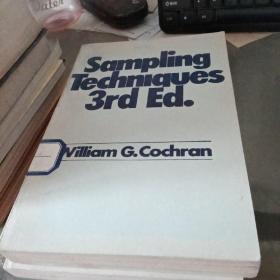 Sampling
Techniques
3rd Ed.
William G. Cochran